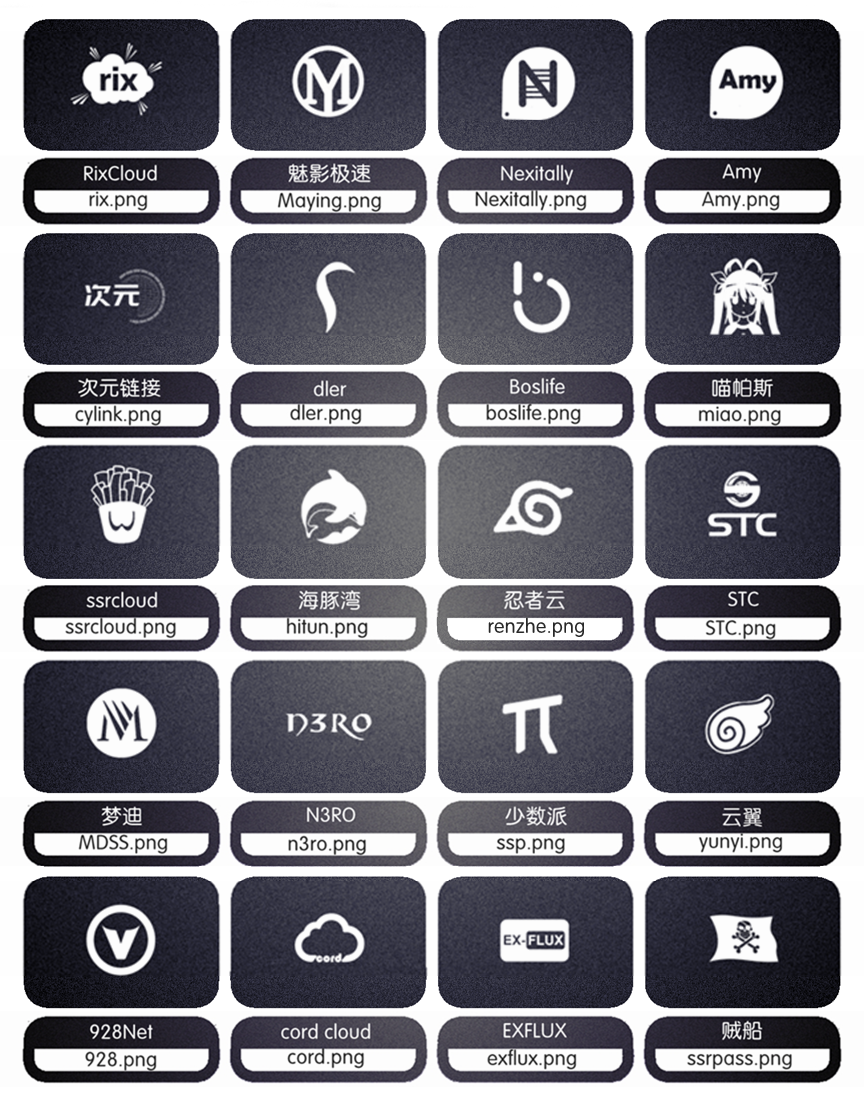 rix
M
N
Amy
RixCloud
魅影极速
Nexitally
Amy
rix.png
Maying.png
Nexitally.png
Amy.png
次元
次元链接
dler
Boslife
喵帕斯
cylink.png
dler.png
boslife.png
miao.png
STC
ssrcloud
海豚湾
忍者云
STC
ssrcloud.png
hitun.png
renzhe.png
STC.png
M
n3RO
π
梦迪
N3RO
少数派
云翼
MDSS.png
n3ro.png
ssp.png
yunyi.png
V
cord
EX-FLUX
928Net
cord cloud
EXFLUX
贼船
928.png
cord.png
exflux.png
ssrpass.png